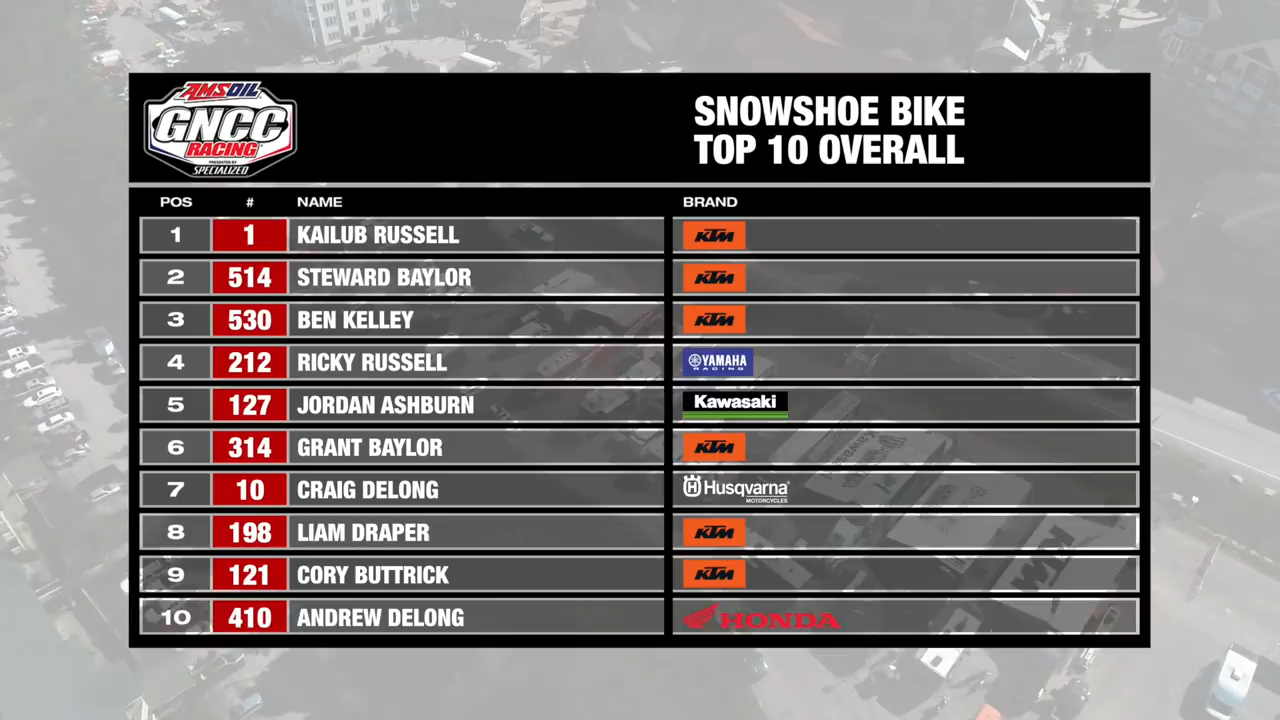 AMSOIL
GNCC
RACING
PRESENTED BY
SPECIALIZED
SNOWSHOE BIKE
TOP 10 OVERALL
POS # NAME BRAND
1 1 KAILUB RUSSELL KTM
2 514 STEWARD BAYLOR KTM
3 530 BEN KELLEY KTM
4 212 RICKY RUSSELL YAMAHA RACING
5 127 JORDAN ASHBURN Kawasaki
6 314 GRANT BAYLOR KTM
7 10 CRAIG DELONG Husqvarna MOTORCYCLES
8 198 LIAM DRAPER KTM
9 121 CORY BUTTRICK KTM
10 410 ANDREW DELONG HONDA
KTM